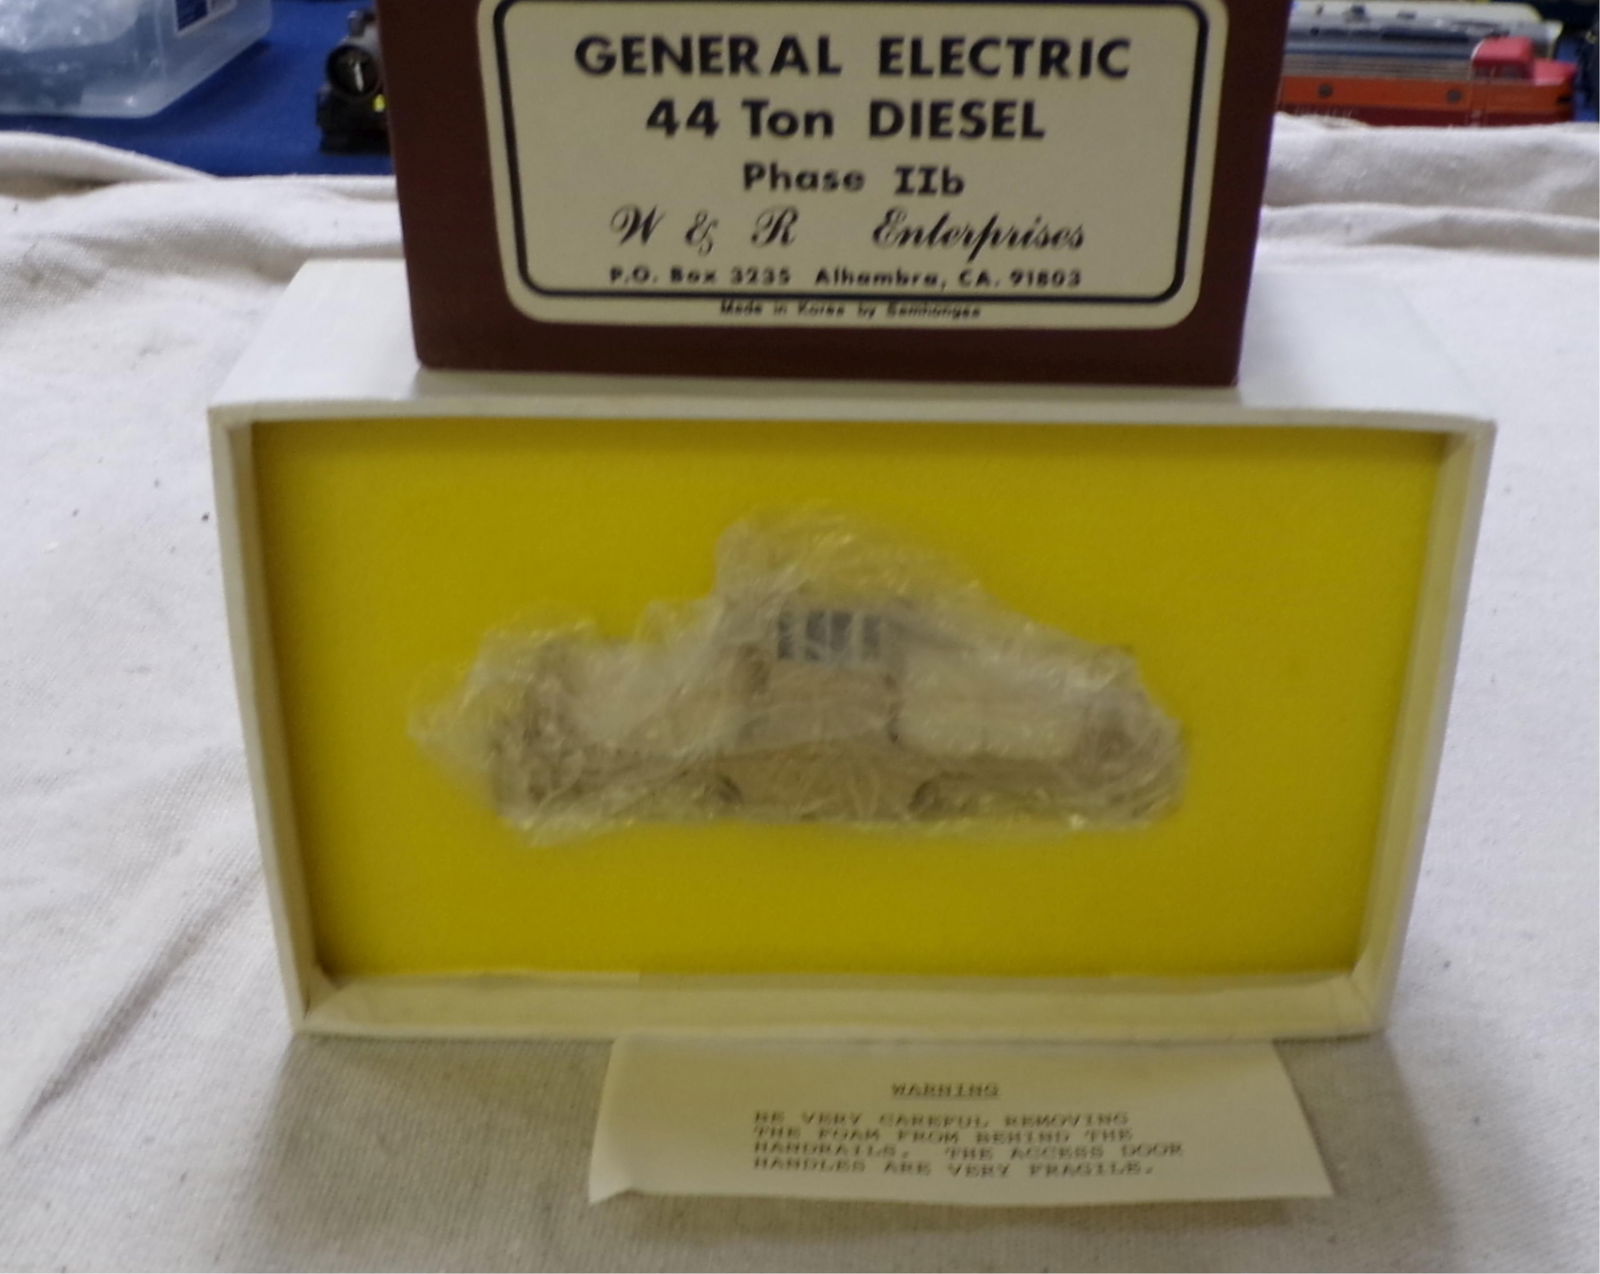 GENERAL ELECTRIC
44 Ton DIESEL
Phase IIb
W & R Enterprises
P.O. Box 3235 Alhambra, CA. 91803
Made in Korea by Samhongsa
WARNING
BE VERY CAREFUL REMOVING
THE FOAM FROM BEHIND THE
HANDRAILS. THE ACCESS DOOR
HANDLES ARE VERY FRAGILE.